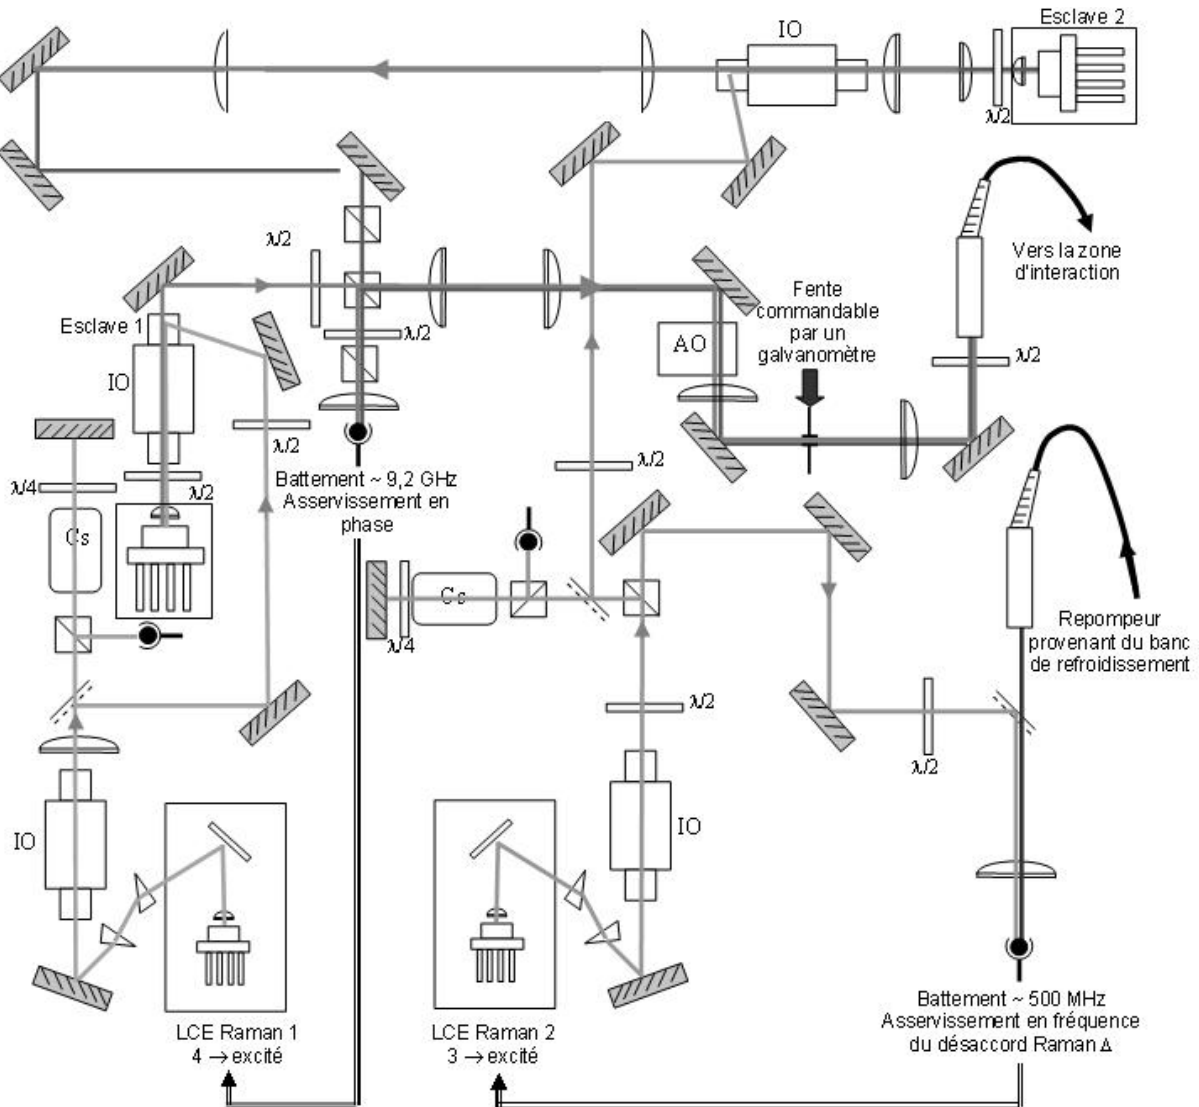 IO
Esclave 2
λ/2
Vers la zone
d'interaction
λ/2
Fente
commandable
par un
galvanomètre
Esclave 1
λ/2
AO
λ/2
IO
λ/2
λ/2
Battement ~ 9,2 GHz
Asservissement en
phase
λ/2
λ/4
λ/2
Cs
Cs
λ/4
Repompeur
provenant du banc
de refroidissement
λ/2
λ/2
IO
IO
LCE Raman 1
4 → excité
LCE Raman 2
3 → excité
Battement ~ 500 MHz
Asservissement en fréquence
du désaccord Raman Δ